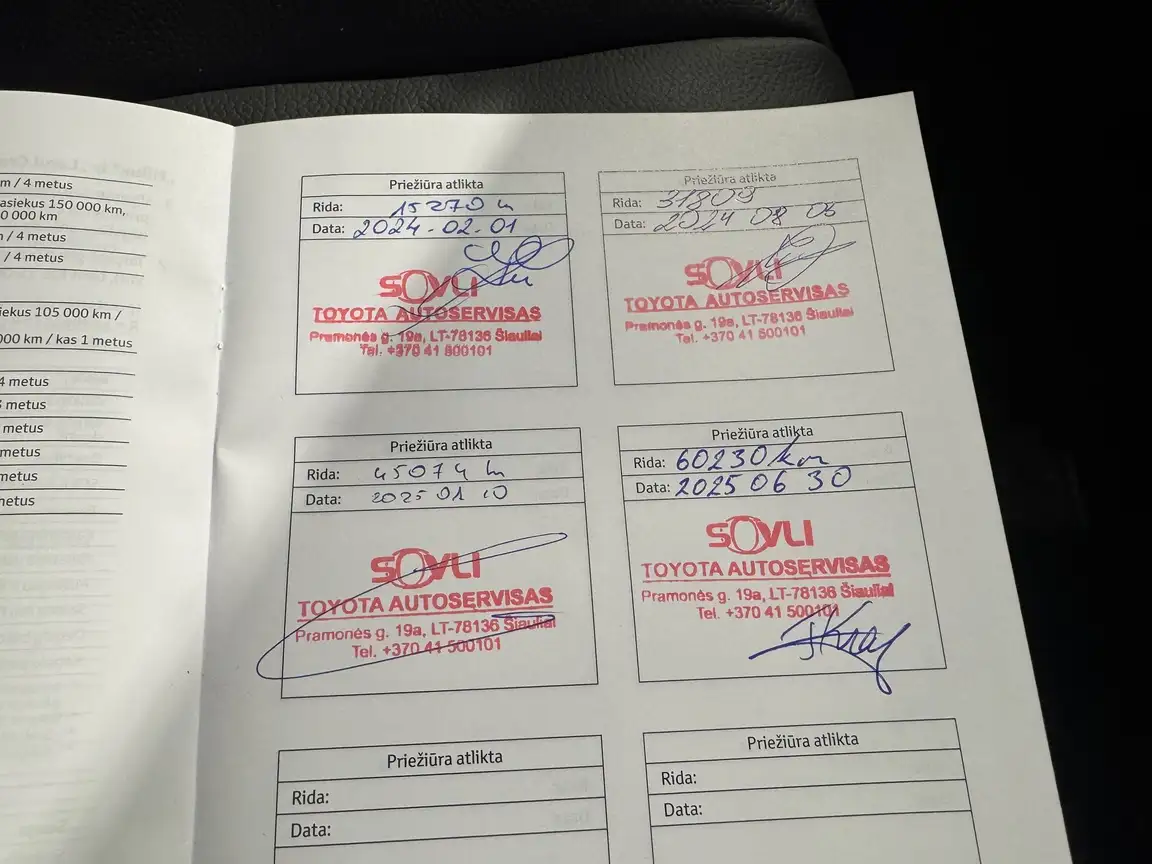 m / 4 metus
asiekus 150 000 km,
0 000 km
n / 4 metus
/ 4 metus
iekus 105 000 km /
000 km / kas 1 metus
4 metus
metus
metus
metus
metus
metus
Priežiūra atlikta
Rida: 15270 km
Data: 2024-02-01
SOVLI
TOYOTA AUTOSERVISAS
Pramonės g. 19a, LT-78136 Šiauliai
Tel. +370 41 500101
Priežiūra atlikta
Rida: 31809
Data: 2024 08 06
SOVLI
TOYOTA AUTOSERVISAS
Pramonės g. 19a, LT-78136 Šiauliai
Tel. +370 41 500101
Priežiūra atlikta
Rida: 45074 km
Data: 2025 01 10
SOVLI
TOYOTA AUTOSERVISAS
Pramonės g. 19a, LT-78136 Šiauliai
Tel. +370 41 500101
Priežiūra atlikta
Rida: 60230 km
Data: 2025 06 30
SOVLI
TOYOTA AUTOSERVISAS
Pramonės g. 19a, LT-78136 Šiauliai
Tel. +370 41 500101
Priežiūra atlikta
Rida:
Data:
Priežiūra atlikta
Rida:
Data: